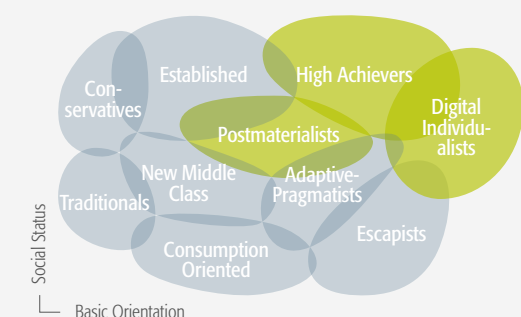 Established
High Achievers
Con-
servatives
Digital
Individu-
alists
Postmaterialists
New Middle
Class
Adaptive-
Pragmatists
Traditionals
Escapists
Consumption
Oriented
Social Status
Basic Orientation